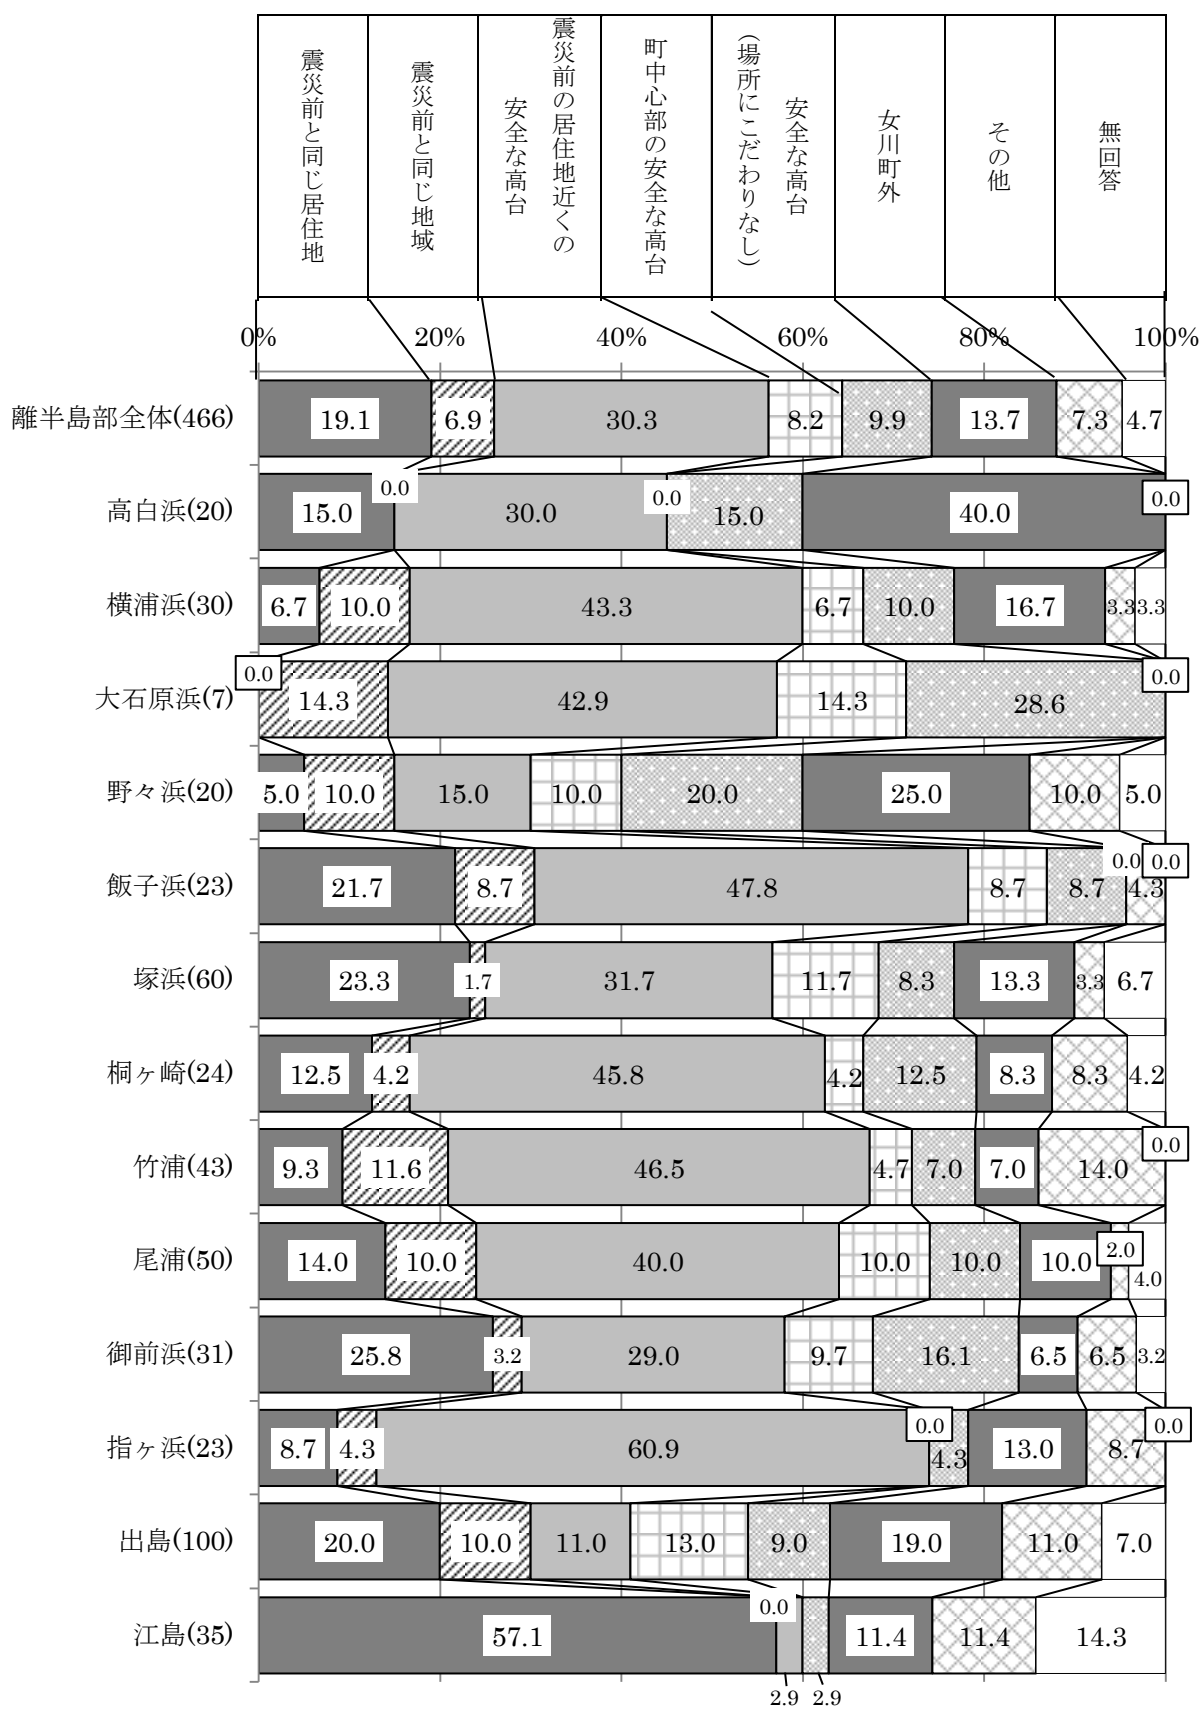 震災前と同じ居住地
震災前と同じ地域
震災前の居住地近くの
安全な高台
町中心部の安全な高台
安全な高台
（場所にこだわりなし）
女川町外
その他
無回答
0% 20% 40% 60% 80% 100%
離半島部全体(466) 19.1 6.9 30.3 8.2 9.9 13.7 7.3 4.7
高白浜(20) 15.0 0.0 30.0 0.0 15.0 40.0 0.0
横浦浜(30) 6.7 10.0 43.3 6.7 10.0 16.7 3.3 3.3
大石原浜(7) 0.0 14.3 42.9 14.3 28.6 0.0
野々浜(20) 5.0 10.0 15.0 10.0 20.0 25.0 10.0 5.0
飯子浜(23) 21.7 8.7 47.8 8.7 8.7 0.0 4.3 0.0
塚浜(60) 23.3 1.7 31.7 11.7 8.3 13.3 3.3 6.7
桐ヶ崎(24) 12.5 4.2 45.8 4.2 12.5 8.3 8.3 4.2
竹浦(43) 9.3 11.6 46.5 4.7 7.0 7.0 14.0 0.0
尾浦(50) 14.0 10.0 40.0 10.0 10.0 10.0 2.0 4.0
御前浜(31) 25.8 3.2 29.0 9.7 16.1 6.5 6.5 3.2
指ヶ浜(23) 8.7 4.3 60.9 0.0 4.3 13.0 8.7 0.0
出島(100) 20.0 10.0 11.0 13.0 9.0 19.0 11.0 7.0
江島(35) 57.1 0.0 11.4 11.4 14.3
2.9 2.9